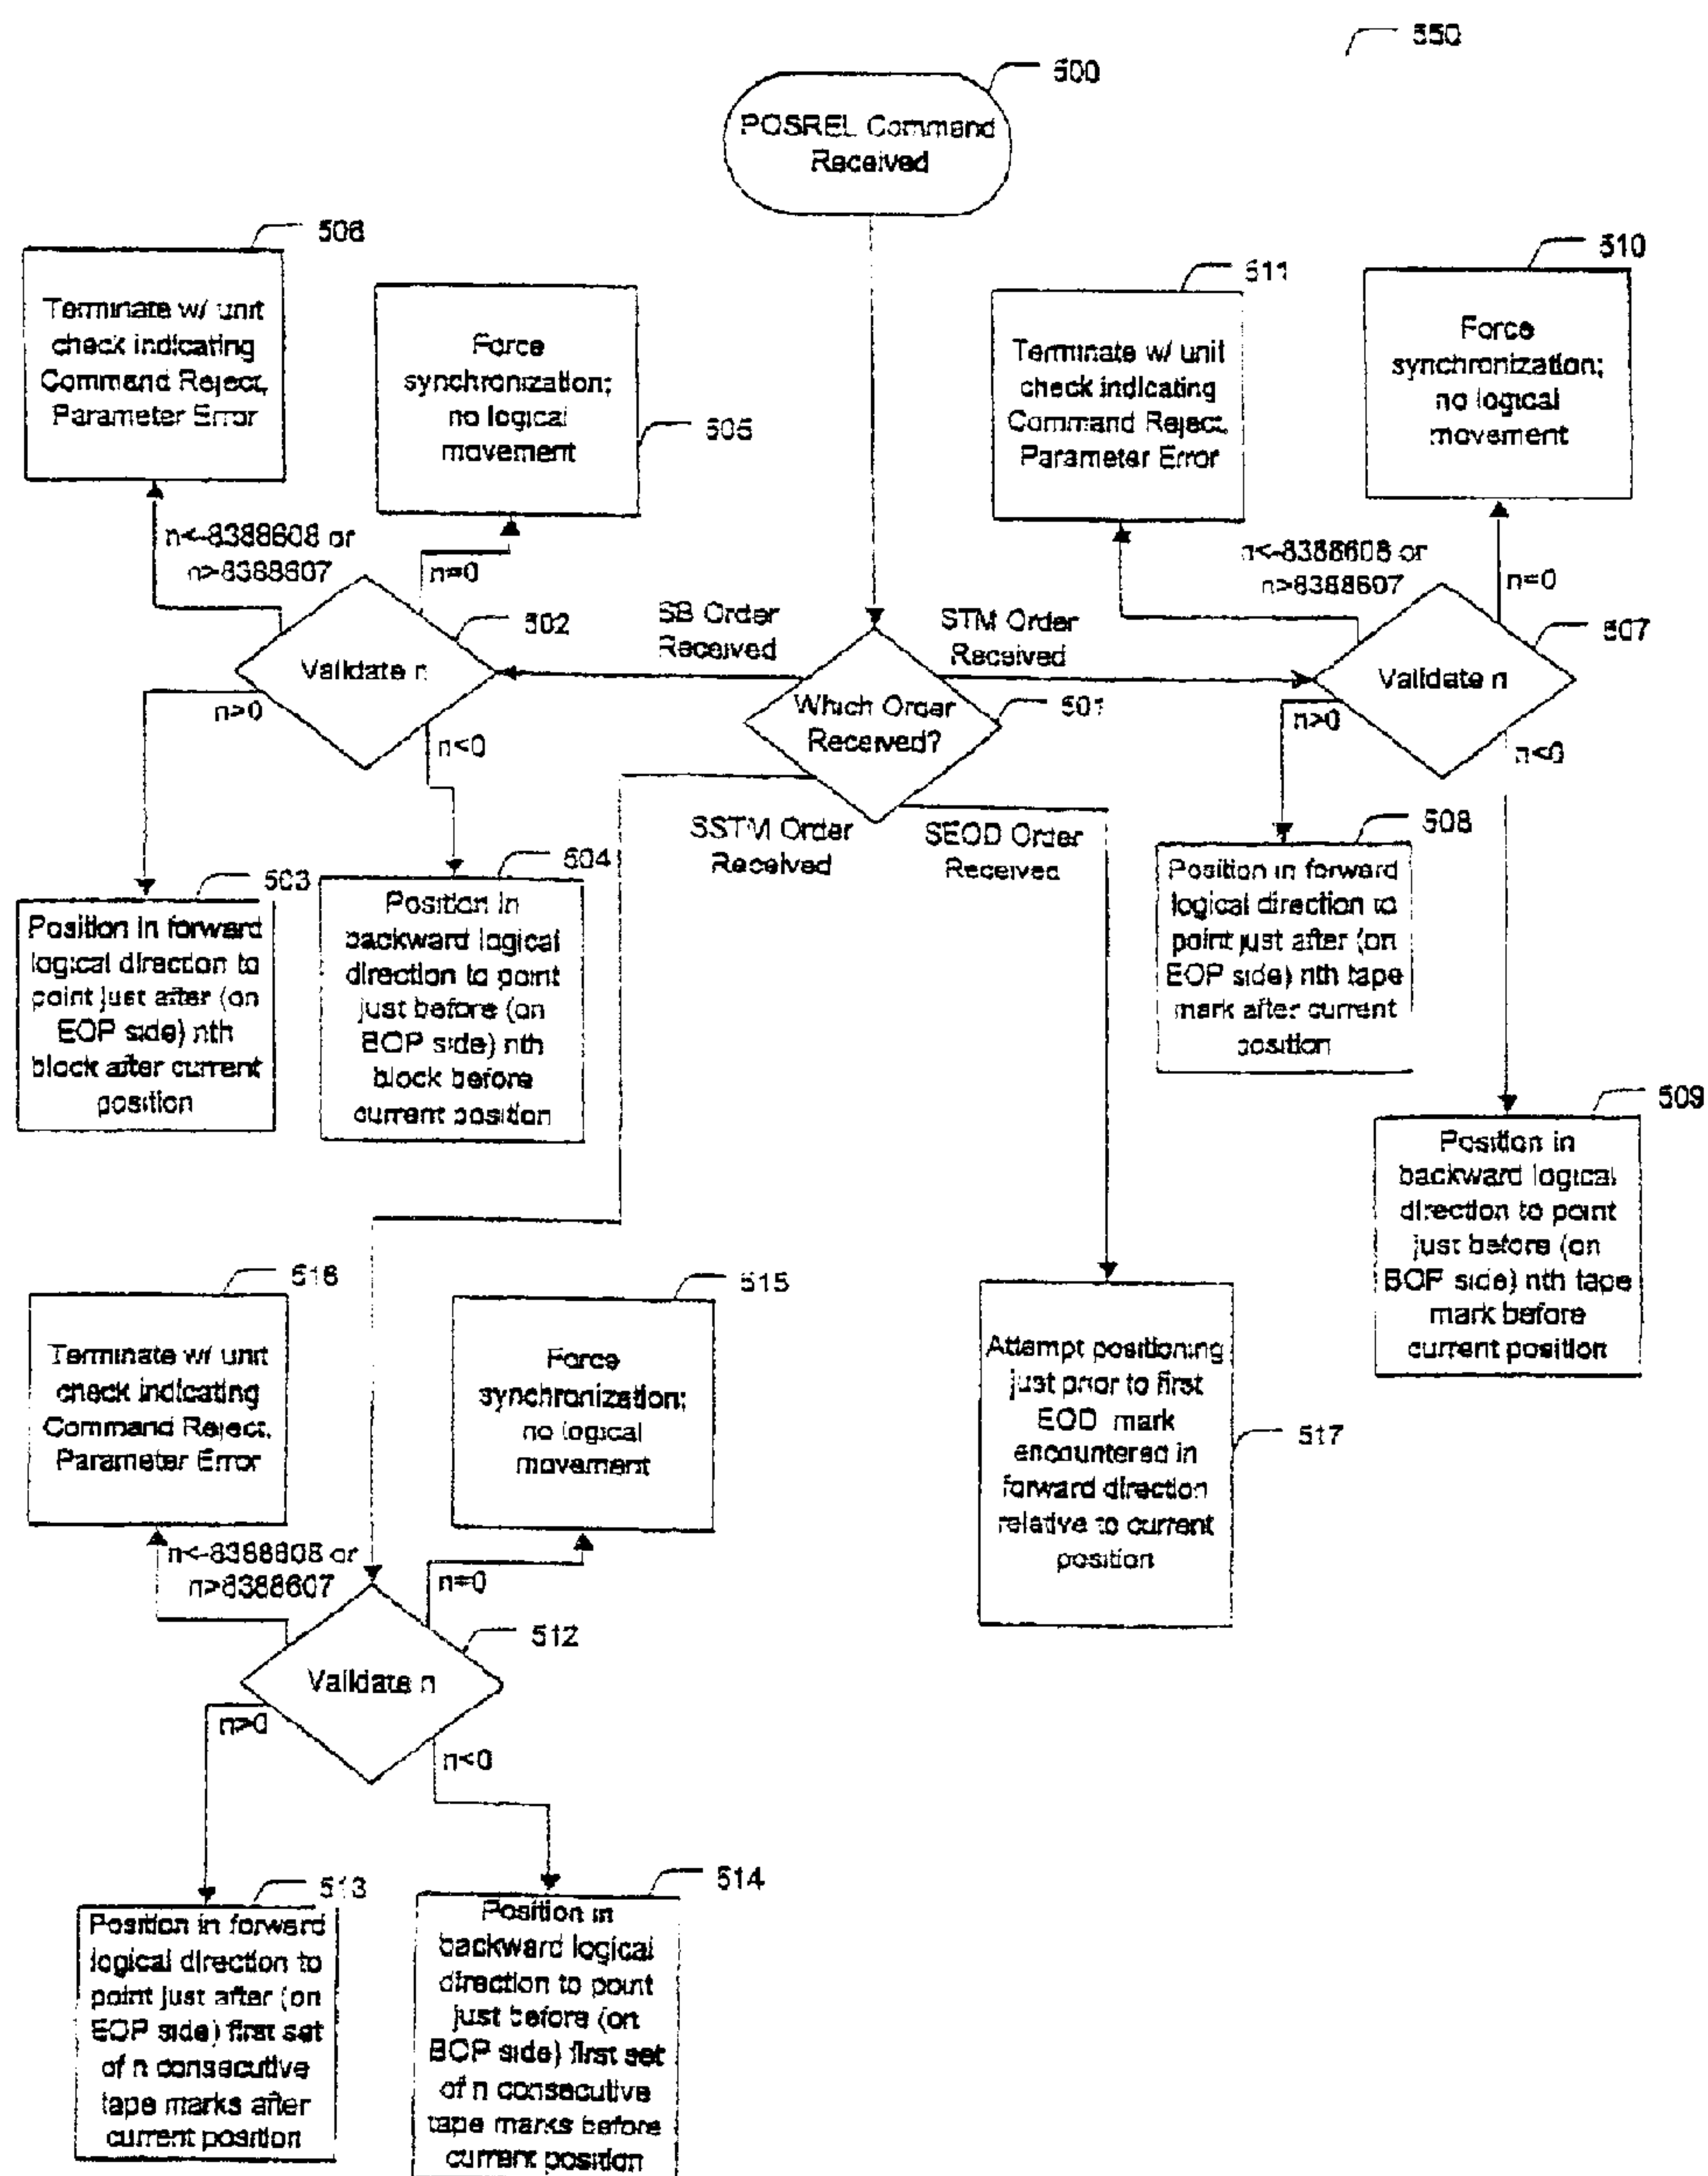 550
500
POSREL Command
Received
506
Terminate w/ unit
check indicating
Command Reject,
Parameter Error
505
Force
synchronization;
no logical
movement
511
Terminate w/ unit
check indicating
Command Reject,
Parameter Error
510
Force
synchronization;
no logical
movement
n<-8388608 or
n>8388607
n=0
502
Validate n
n>0
n<0
SB Order
Received
STM Order
Received
Which Order
Received?
501
SSTM Order
Received
SEOD Order
Received
n<-8388608 or
n>8388607
n=0
507
Validate n
n>0
n<0
503
Position in forward
logical direction to
point just after (on
EOP side) nth
block after current
position
504
Position in
backward logical
direction to point
just before (on
BOP side) nth
block before
current position
508
Position in forward
logical direction to
point just after (on
EOP side) nth tape
mark after current
position
509
Position in
backward logical
direction to point
just before (on
BOP side) nth tape
mark before
current position
516
Terminate w/ unit
check indicating
Command Reject,
Parameter Error
515
Force
synchronization;
no logical
movement
517
Attempt positioning
just prior to first
EOD mark
encountered in
forward direction
relative to current
position
n<-8388608 or
n>8388607
n=0
512
Validate n
n>0
n<0
513
Position in forward
logical direction to
point just after (on
EOP side) first set
of n consecutive
tape marks after
current position
514
Position in
backward logical
direction to point
just before (on
BOP side) first set
of n consecutive
tape marks before
current position